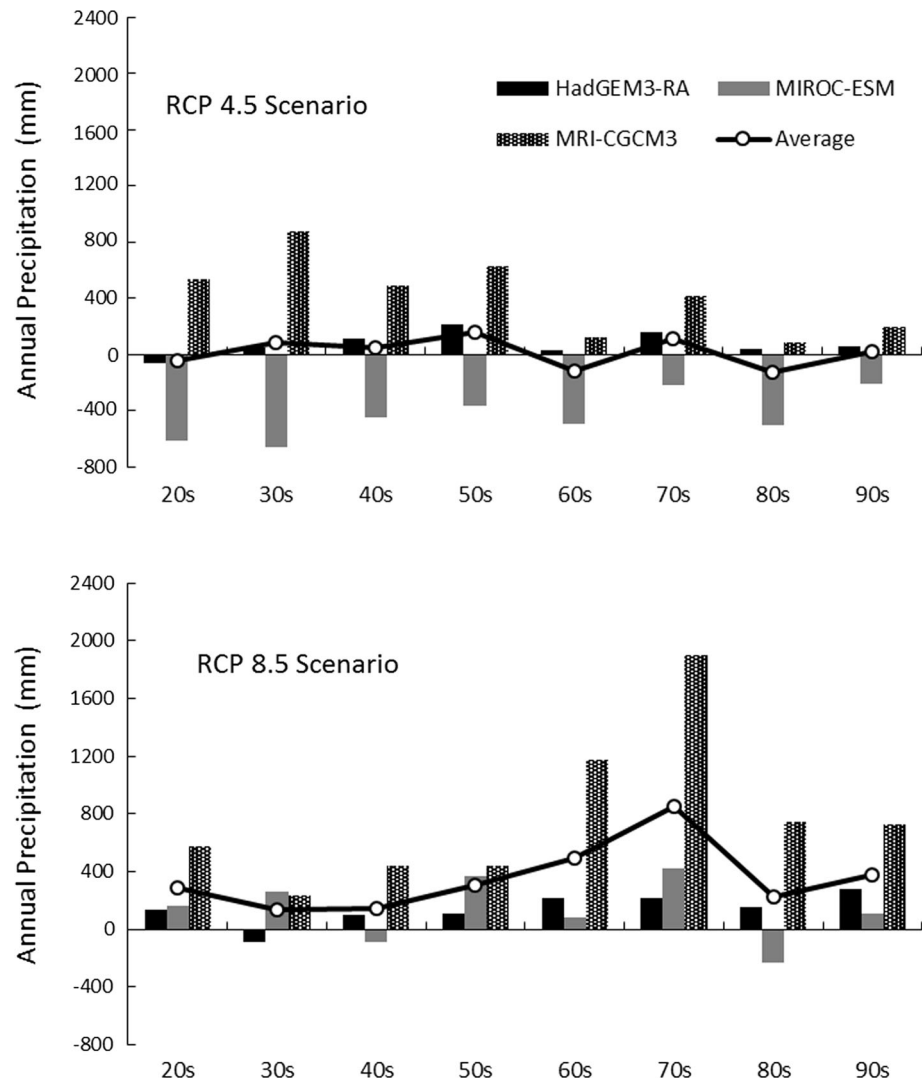 2400
2000
1600
1200
800
400
0
-400
-800
Annual Precipitation (mm)
RCP 4.5 Scenario
HadGEM3-RA MIROC-ESM
MRI-CGCM3 Average
20s 30s 40s 50s 60s 70s 80s 90s
2400
2000
1600
1200
800
400
0
-400
-800
Annual Precipitation (mm)
RCP 8.5 Scenario
20s 30s 40s 50s 60s 70s 80s 90s